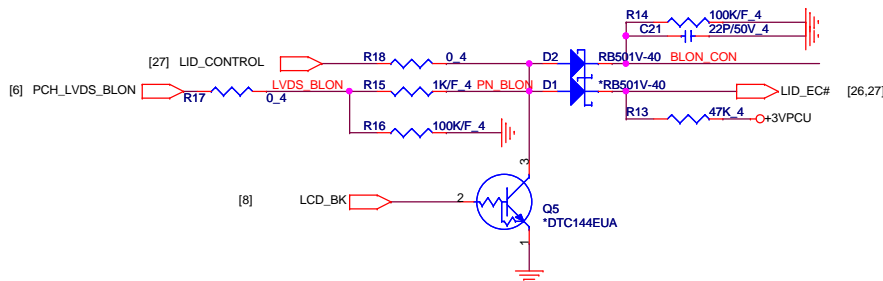 R14 100K/F_4
C21 22P/50V_4
[27] LID_CONTROL R18 0_4 D2 RB501V-40 BLON_CON
[6] PCH_LVDS_BLON R17 0_4 LVDS_BLON R15 1K/F_4 PN_BLON D1 *RB501V-40 LID_EC# [26,27]
R16 100K/F_4
R13 47K_4 +3VPCU
3
[8] LCD_BK 2
Q5
*DTC144EUA
1